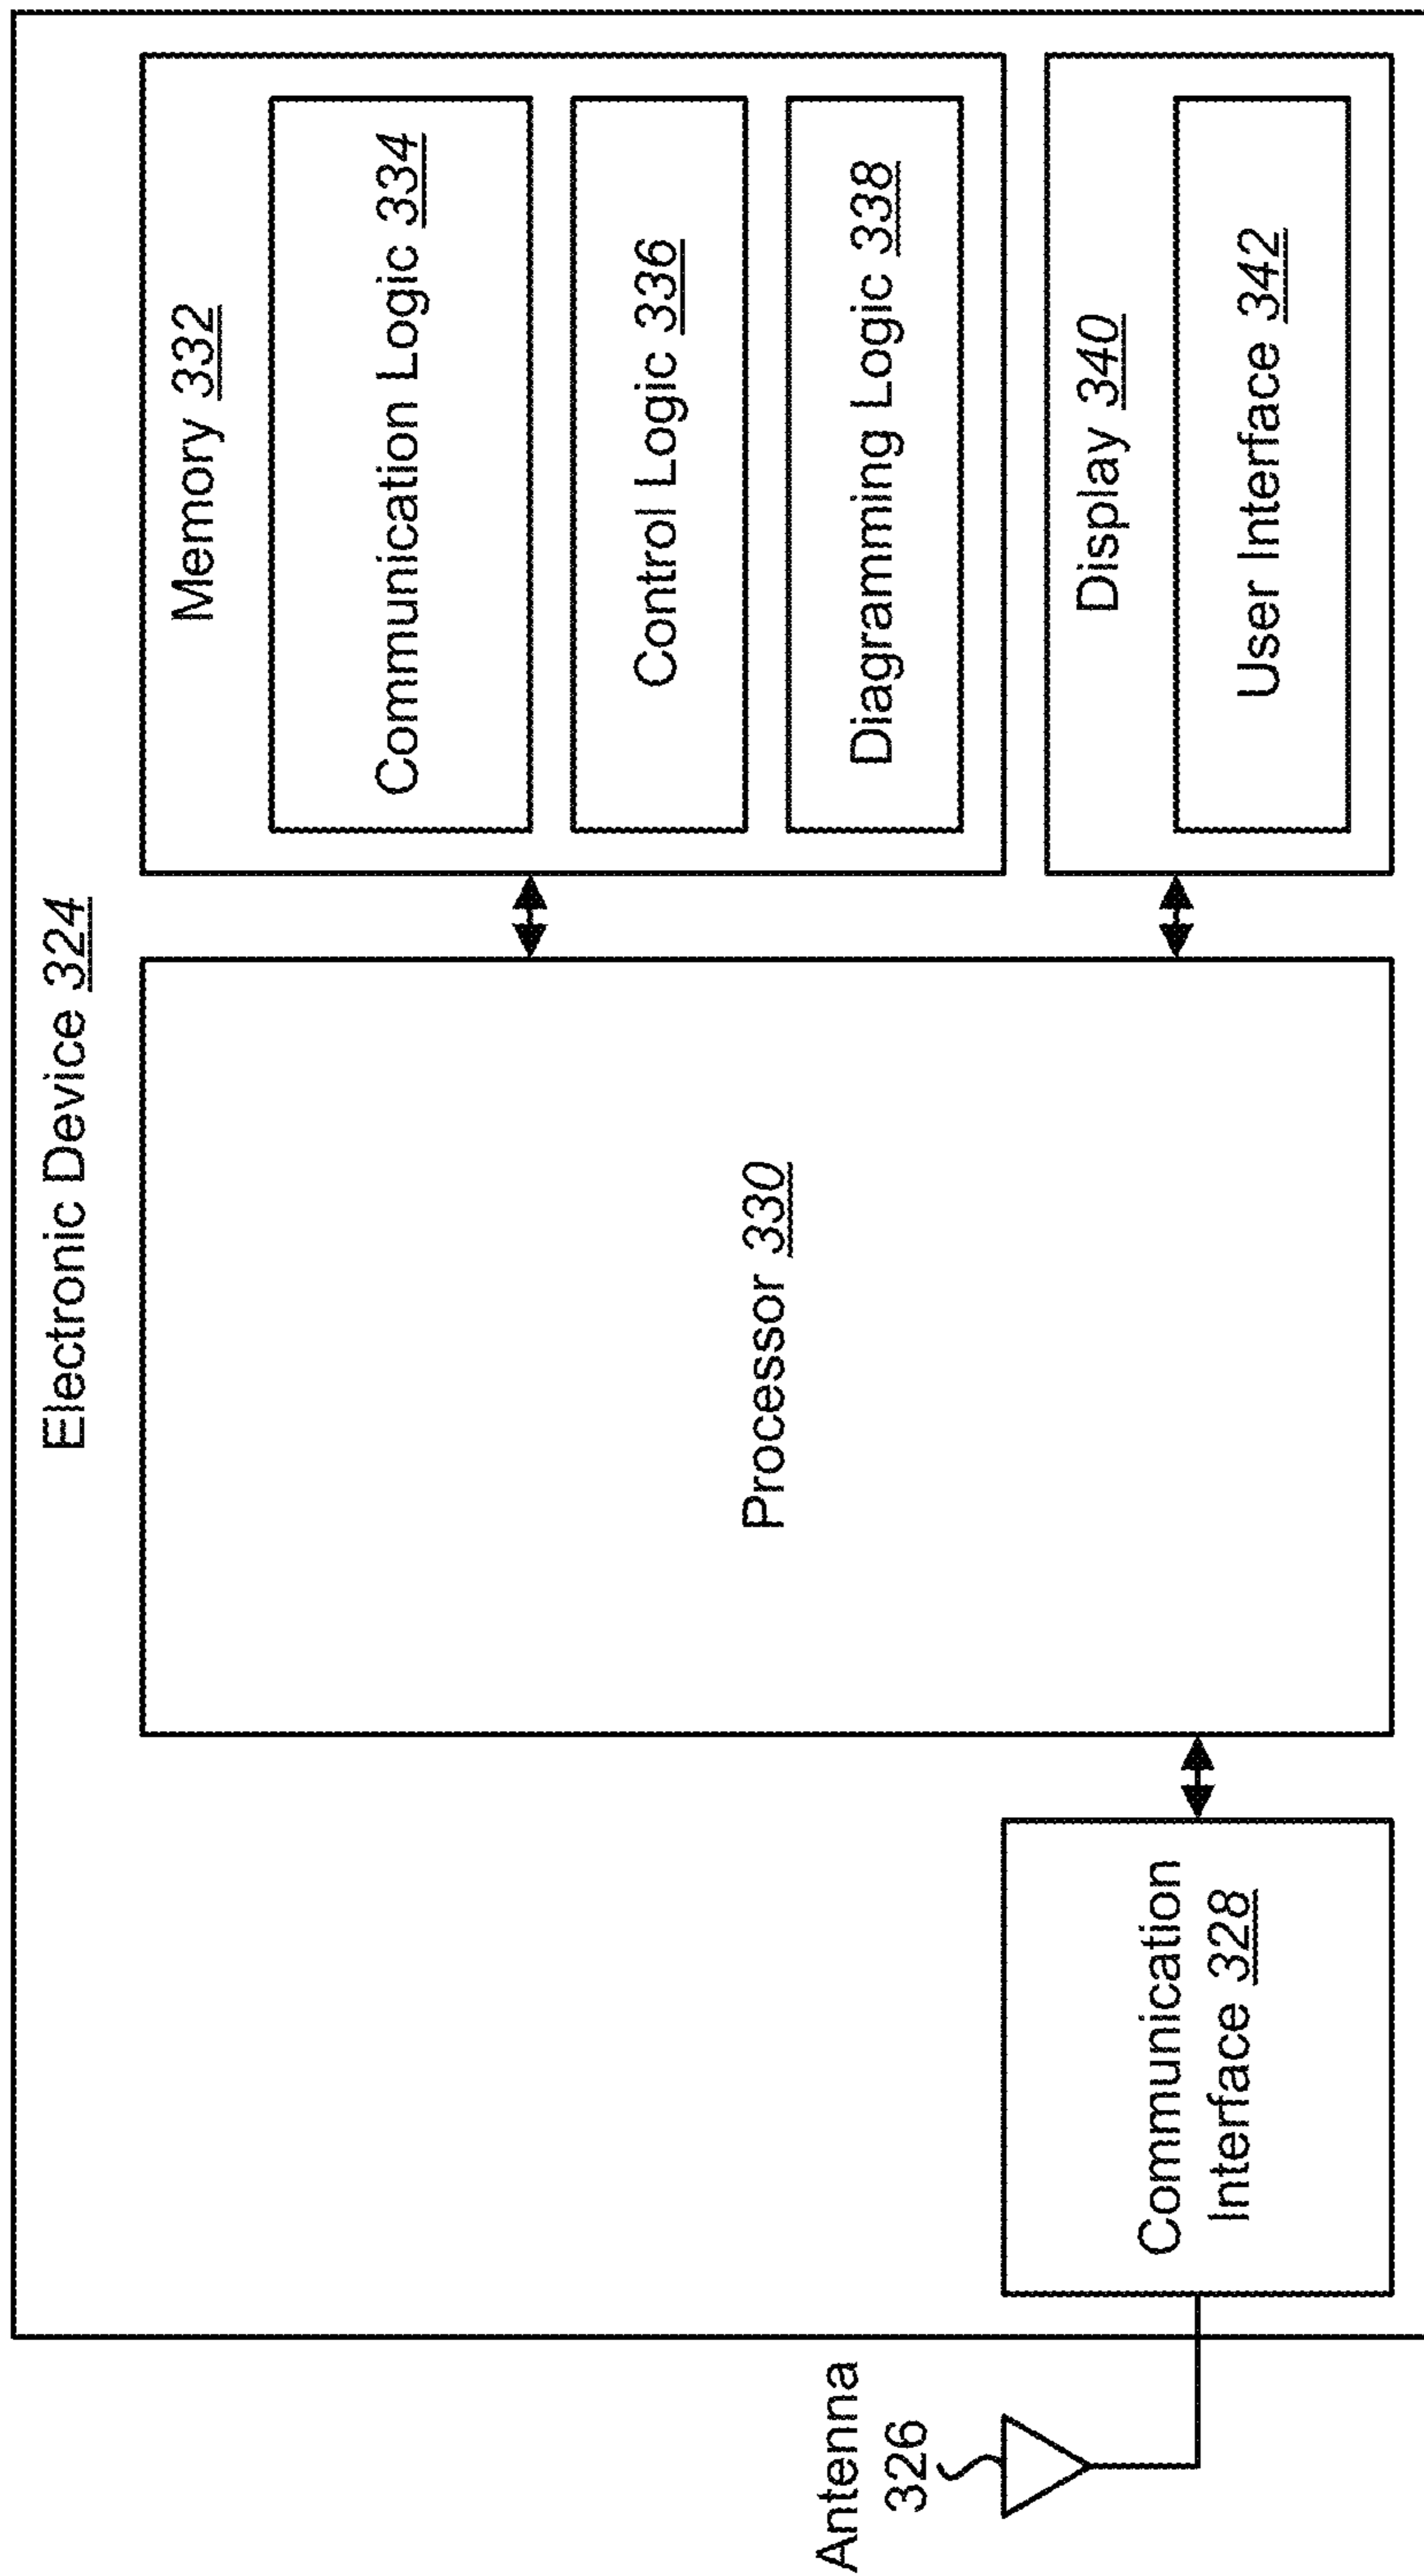 Electronic Device 324
Memory 332
Communication Logic 334
Control Logic 336
Diagramming Logic 338
Display 340
User Interface 342
Processor 330
Communication
Interface 328
Antenna
326